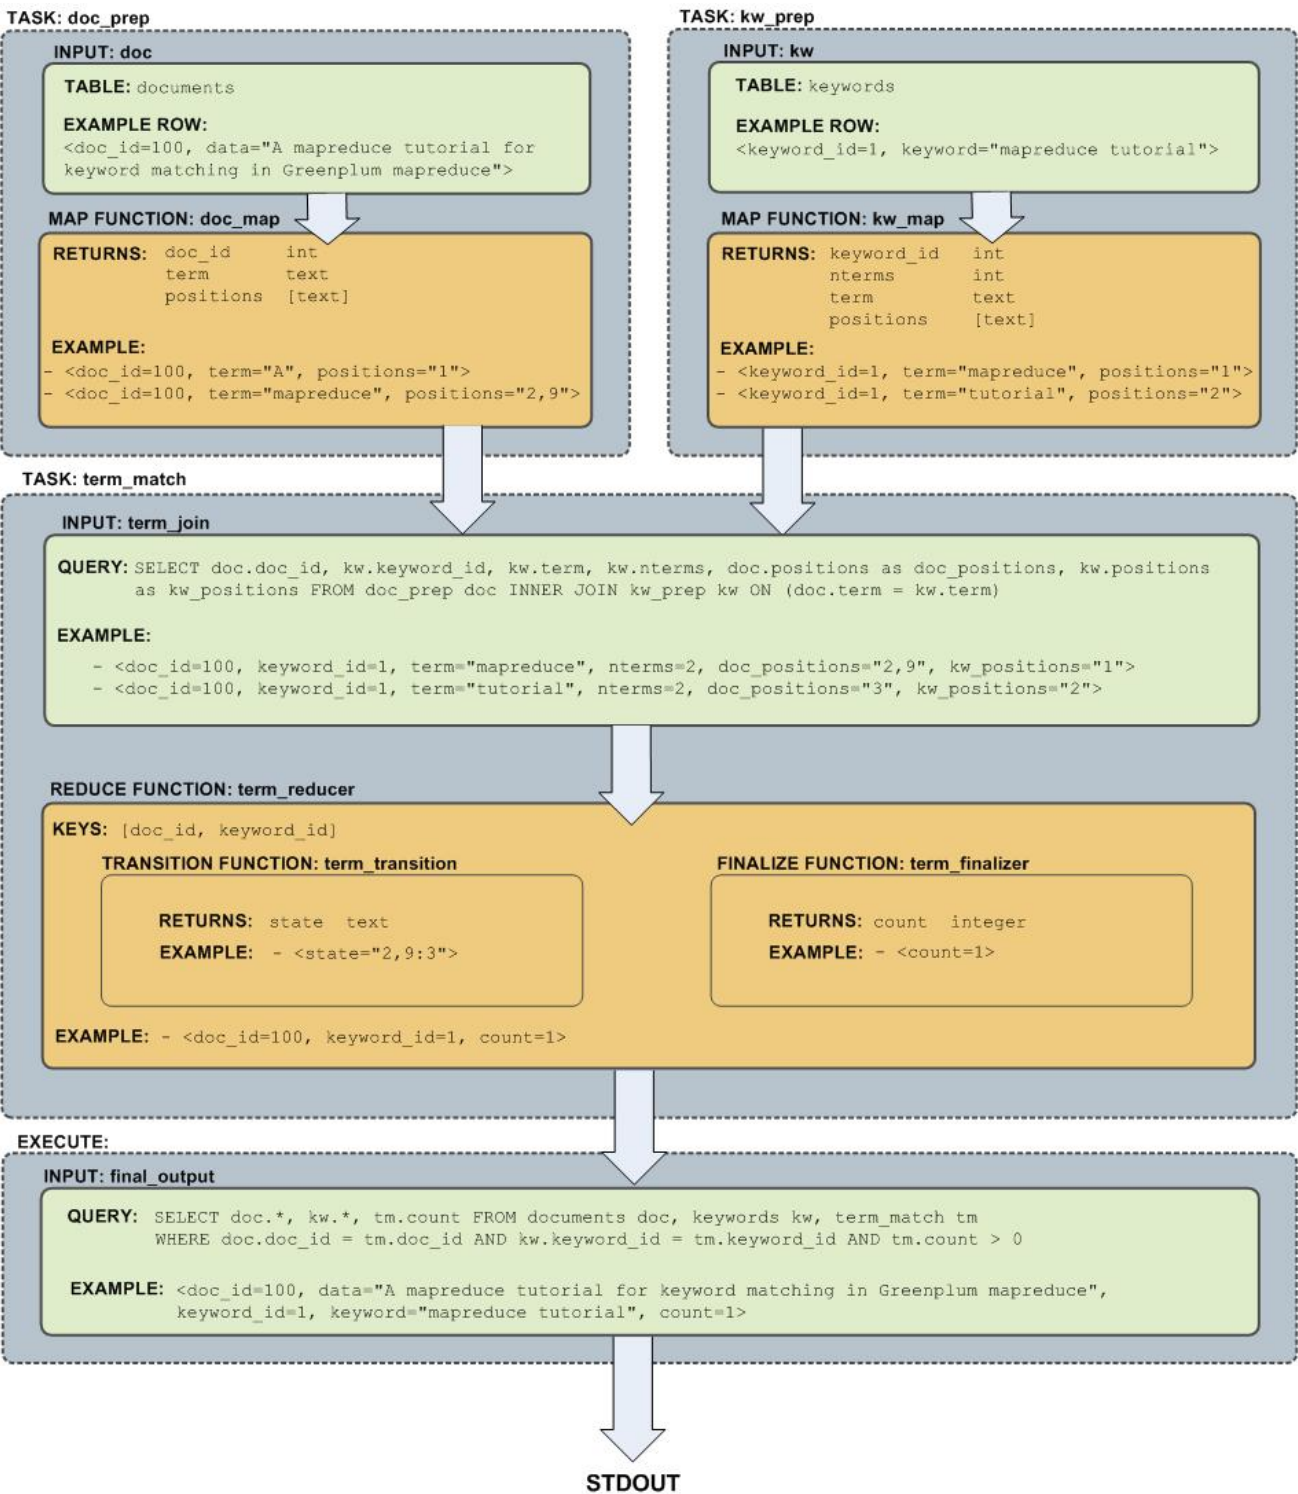 TASK: doc_prep
INPUT: doc
TABLE: documents
EXAMPLE ROW:
<doc_id=100, data="A mapreduce tutorial for
keyword matching in Greenplum mapreduce">
MAP FUNCTION: doc_map
RETURNS: doc_id int
term text
positions [text]
EXAMPLE:
- <doc_id=100, term="A", positions="1">
- <doc_id=100, term="mapreduce", positions="2,9">
TASK: kw_prep
INPUT: kw
TABLE: keywords
EXAMPLE ROW:
<keyword_id=1, keyword="mapreduce tutorial">
MAP FUNCTION: kw_map
RETURNS: keyword_id int
nterms int
term text
positions [text]
EXAMPLE:
- <keyword_id=1, term="mapreduce", positions="1">
- <keyword_id=1, term="tutorial", positions="2">
TASK: term_match
INPUT: term_join
QUERY: SELECT doc.doc_id, kw.keyword_id, kw.term, kw.nterms, doc.positions as doc_positions, kw.positions
as kw_positions FROM doc_prep doc INNER JOIN kw_prep kw ON (doc.term = kw.term)
EXAMPLE:
- <doc_id=100, keyword_id=1, term="mapreduce", nterms=2, doc_positions="2,9", kw_positions="1">
- <doc_id=100, keyword_id=1, term="tutorial", nterms=2, doc_positions="3", kw_positions="2">
REDUCE FUNCTION: term_reducer
KEYS: [doc_id, keyword_id]
TRANSITION FUNCTION: term_transition
RETURNS: state text
EXAMPLE: - <state="2,9:3">
FINALIZE FUNCTION: term_finalizer
RETURNS: count integer
EXAMPLE: - <count=1>
EXAMPLE: - <doc_id=100, keyword_id=1, count=1>
EXECUTE:
INPUT: final_output
QUERY: SELECT doc.*, kw.*, tm.count FROM documents doc, keywords kw, term_match tm
WHERE doc.doc_id = tm.doc_id AND kw.keyword_id = tm.keyword_id AND tm.count > 0
EXAMPLE: <doc_id=100, data="A mapreduce tutorial for keyword matching in Greenplum mapreduce",
keyword_id=1, keyword="mapreduce tutorial", count=1>
STDOUT